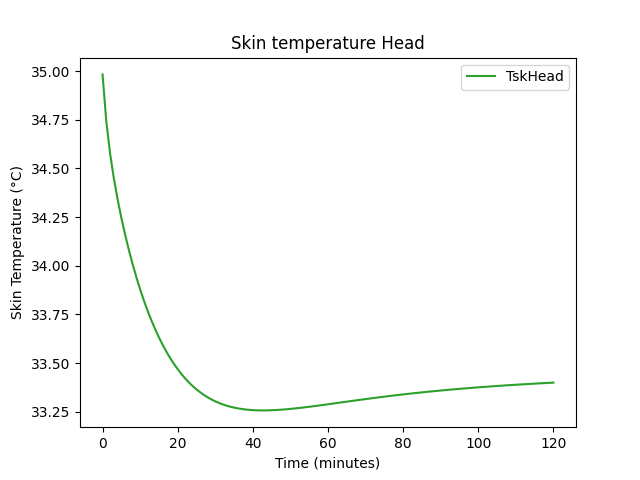 Skin temperature Head
TskHead
Skin Temperature (°C)
35.00
34.75
34.50
34.25
34.00
33.75
33.50
33.25
0 20 40 60 80 100 120
Time (minutes)